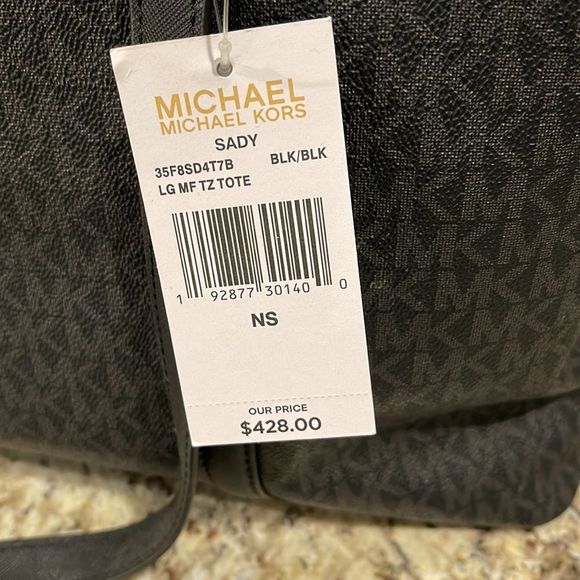 MICHAEL
MICHAEL KORS
SADY
35F8SD4T7B BLK/BLK
LG MF TZ TOTE
1 92877 30140 0
NS
OUR PRICE
$428.00